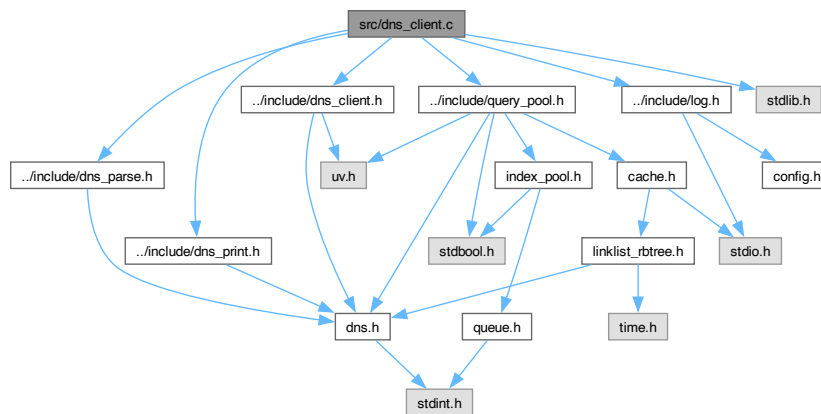 src/dns_client.c
../include/dns_client.h
../include/query_pool.h
../include/log.h
stdlib.h
../include/dns_parse.h
uv.h
index_pool.h
cache.h
config.h
../include/dns_print.h
stdbool.h
linklist_rbtree.h
stdio.h
dns.h
queue.h
time.h
stdint.h